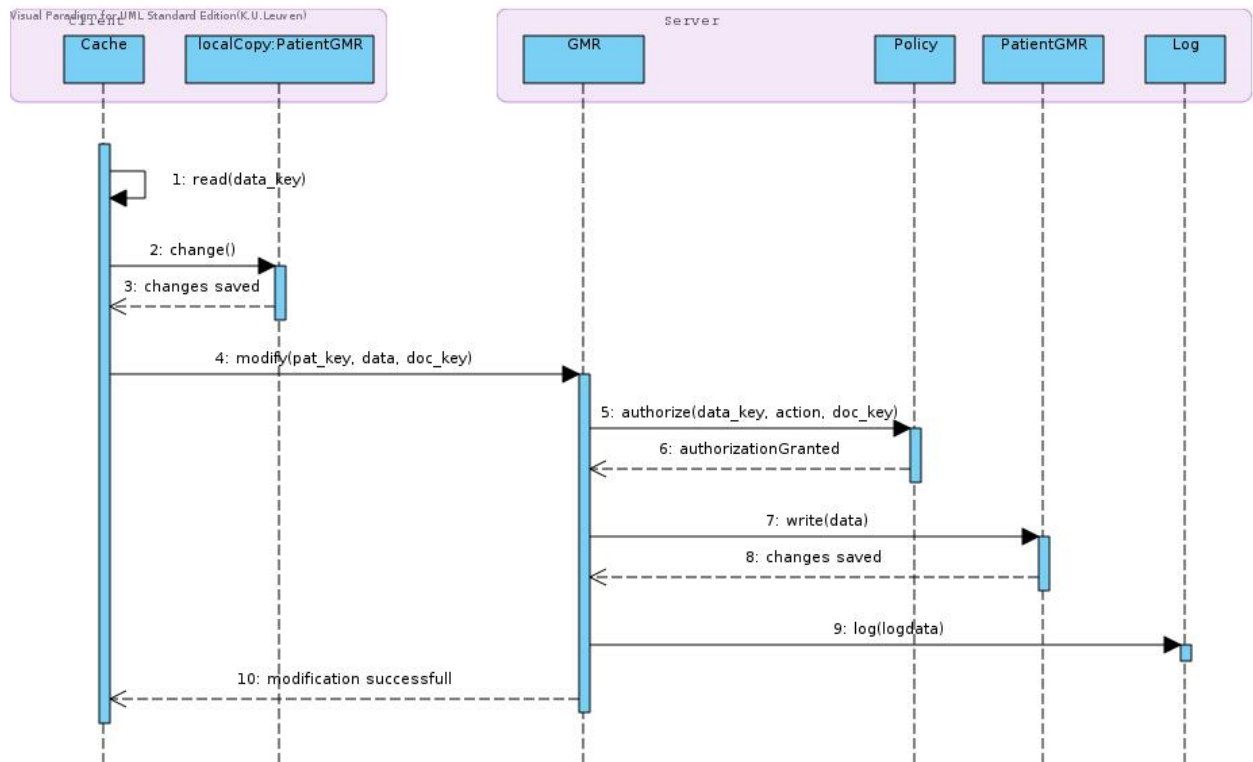 Visual Paradigm for UML Standard Edition(K.U.Leuven)
Client
Server
Cache
localCopy:PatientGMR
GMR
Policy
PatientGMR
Log
1: read(data_key)
2: change()
3: changes saved
4: modify(pat_key, data, doc_key)
5: authorize(data_key, action, doc_key)
6: authorizationGranted
7: write(data)
8: changes saved
9: log(logdata)
10: modification successfull